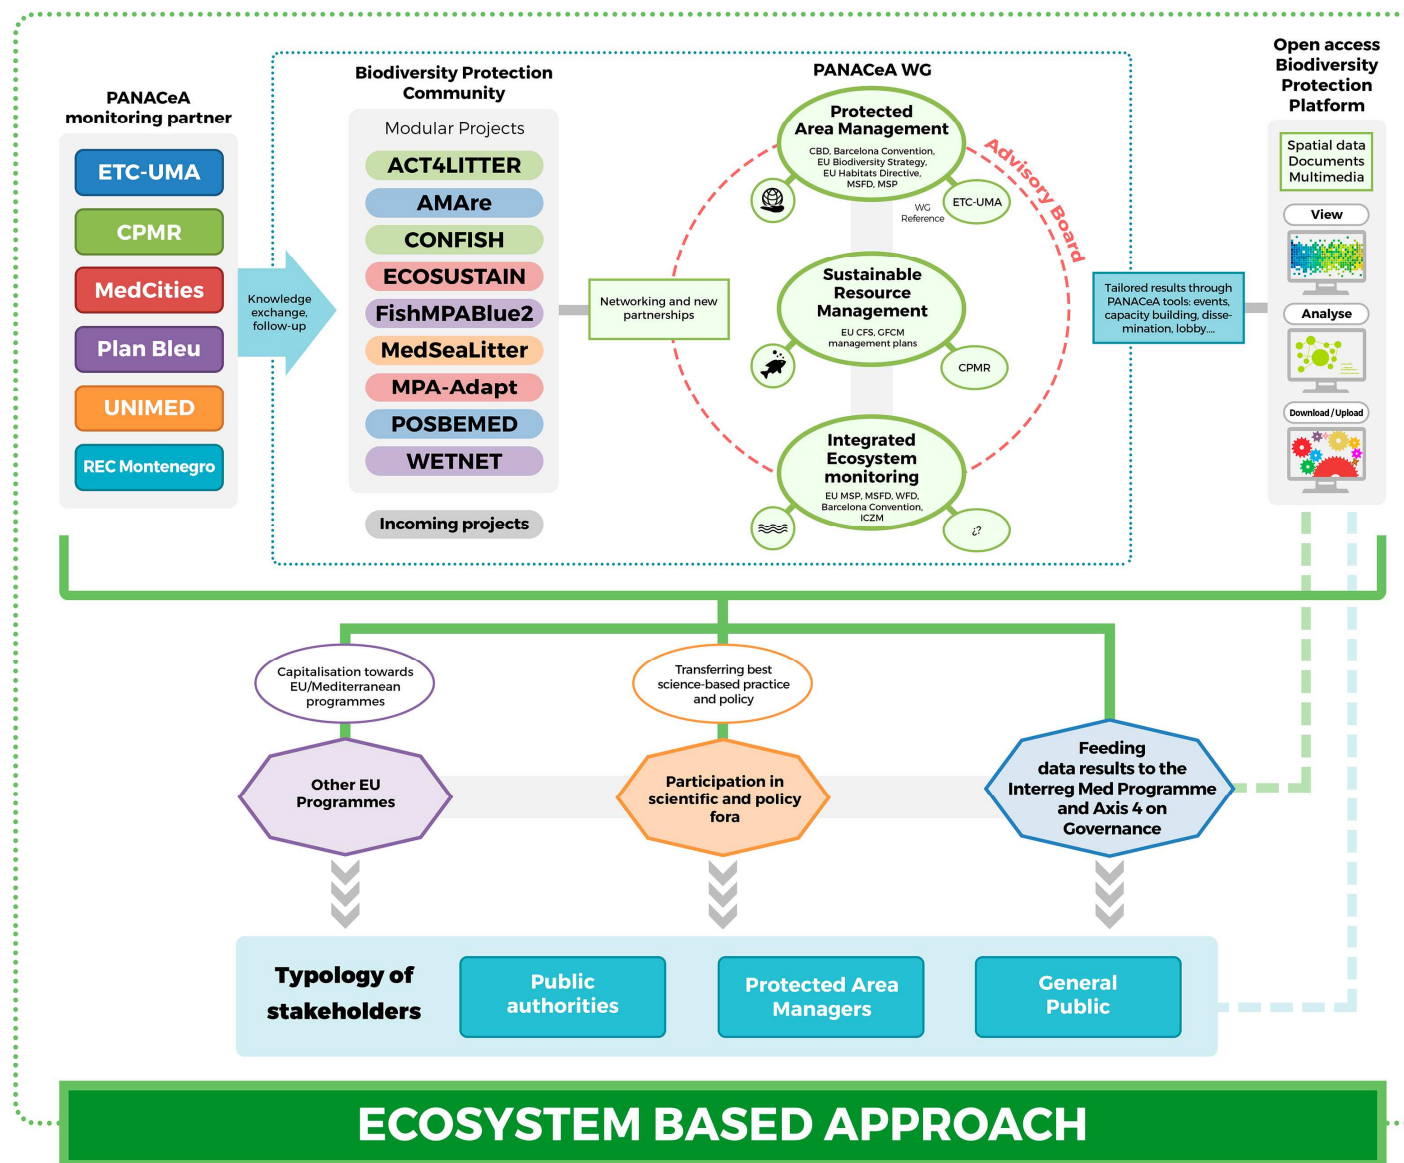 PANACeA
monitoring partner
ETC-UMA
CPMR
MedCities
Plan Bleu
UNIMED
REC Montenegro
Knowledge
exchange,
follow-up
Biodiversity Protection
Community
Modular Projects
ACT4LITTER
AMAre
CONFISH
ECOSUSTAIN
FishMPABlue2
MedSeaLitter
MPA-Adapt
POSBEMED
WETNET
Incoming projects
Networking and new
partnerships
PANACeA WG
Protected
Area Management
CBD, Barcelona Convention,
EU Biodiversity Strategy,
EU Habitats Directive,
MSFD, MSP
WG
Reference
ETC-UMA
Advisory Board
Sustainable
Resource
Management
EU CFS, GFCM
management plans
CPMR
Integrated
Ecosystem
monitoring
EU MSP, MSFD, WFD,
Barcelona Convention,
ICZM
¿?
Tailored results through
PANACeA tools: events,
capacity building, disse-
mination, lobby....
Open access
Biodiversity
Protection
Platform
Spatial data
Documents
Multimedia
View
Analyse
Download / Upload
Capitalisation towards
EU/Mediterranean
programmes
Transferring best
science-based practice
and policy
Other EU
Programmes
Participation in
scientific and policy
fora
Feeding
data results to the
Interreg Med Programme
and Axis 4 on
Governance
Typology of
stakeholders
Public
authorities
Protected Area
Managers
General
Public
ECOSYSTEM BASED APPROACH